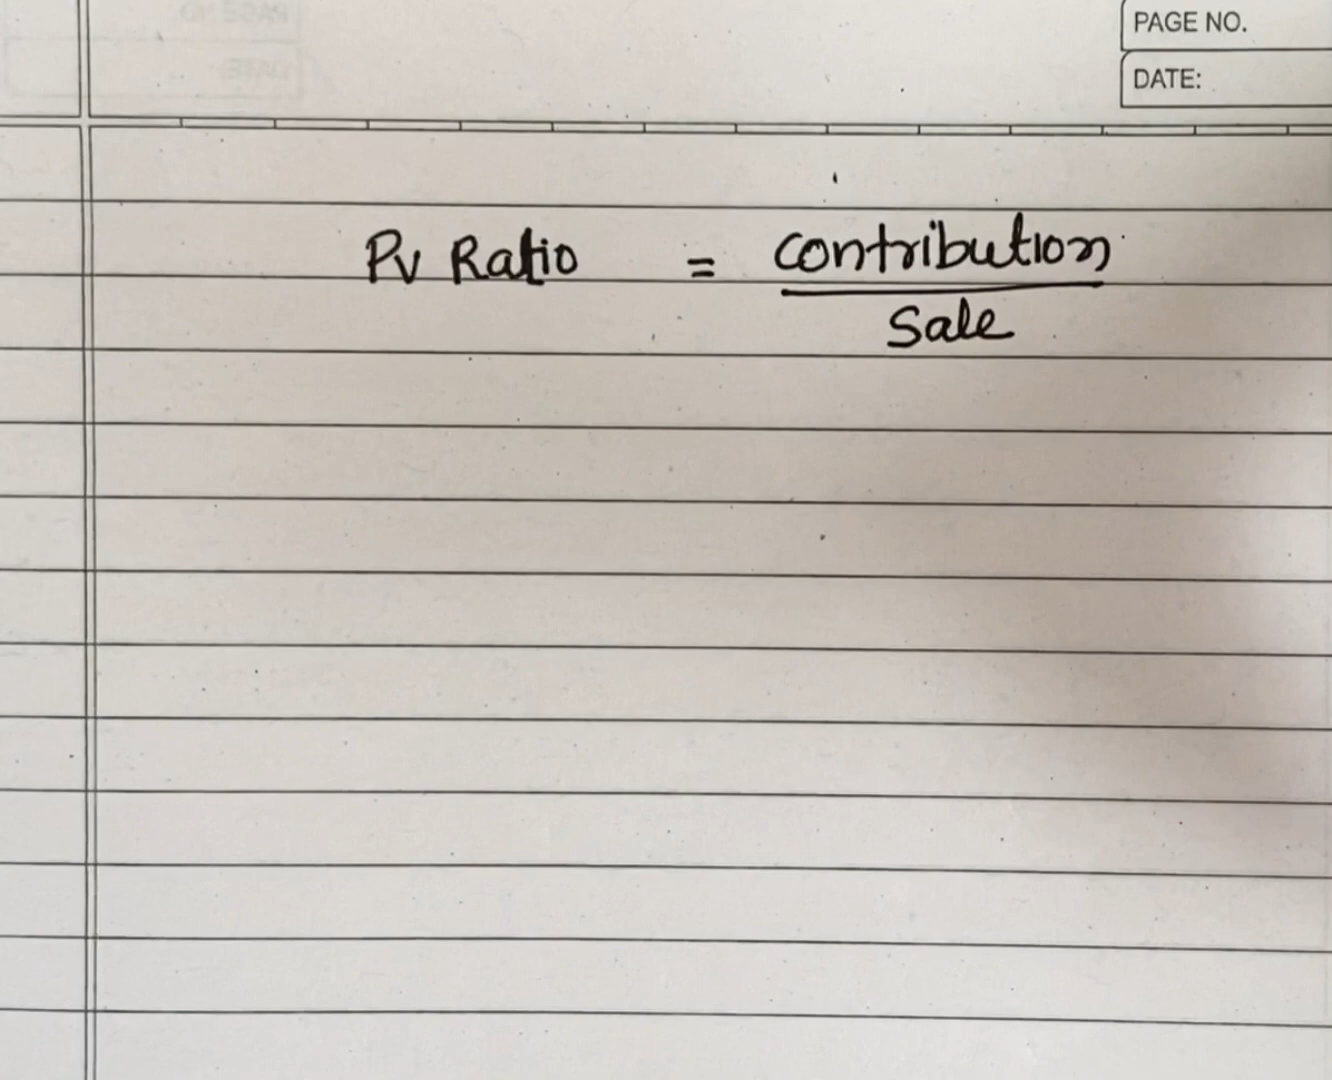 PAGE NO.
DATE:
Pv Ratio = contribution
Sale